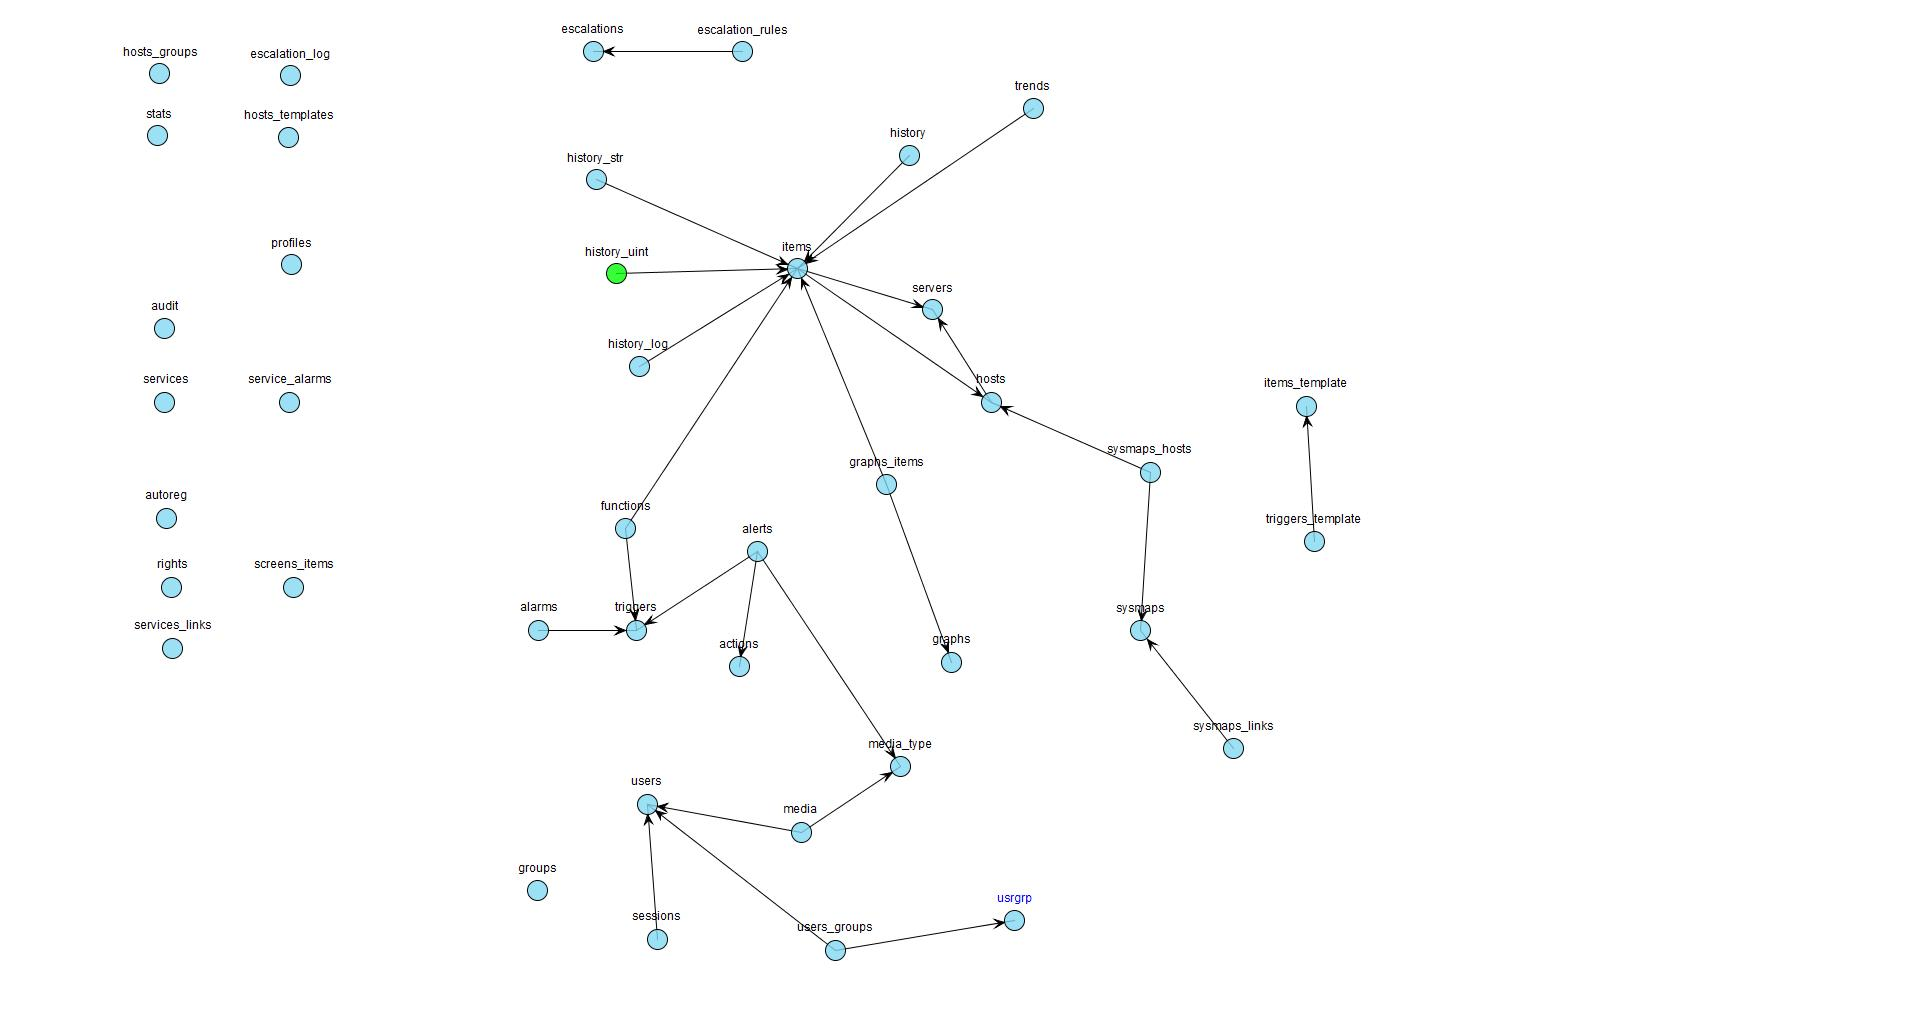 escalations
escalation_rules
hosts_groups
escalation_log
trends
stats
hosts_templates
history
history_str
profiles
items
history_uint
servers
audit
history_log
services
service_alarms
hosts
items_template
sysmaps_hosts
graphs_items
autoreg
functions
triggers_template
alerts
rights
screens_items
alarms
triggers
sysmaps
services_links
actions
graphs
sysmaps_links
media_type
users
media
groups
usrgrp
sessions
users_groups